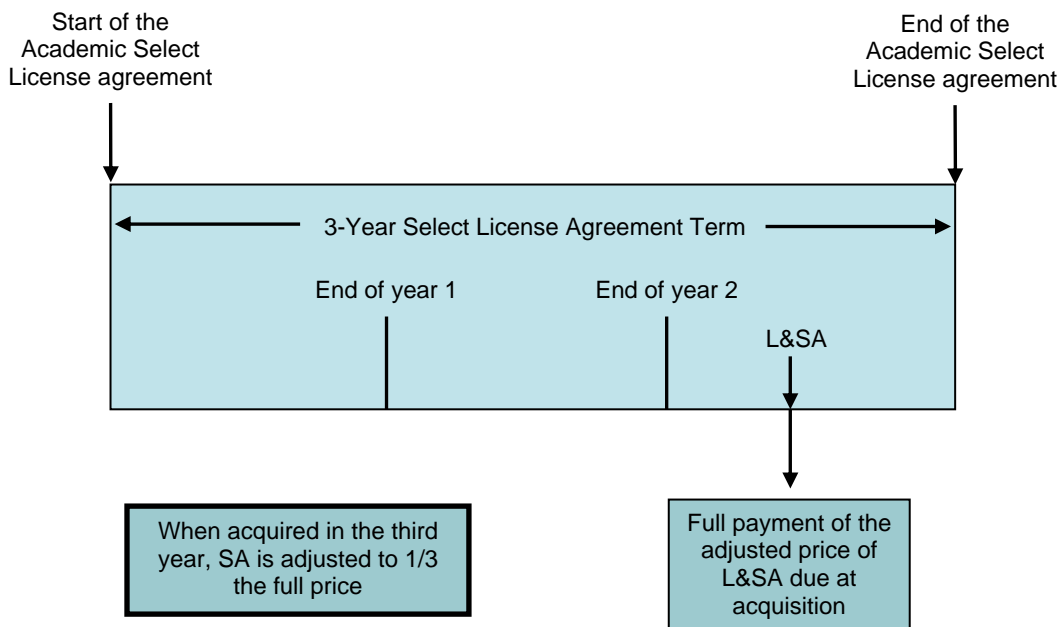 Start of the
Academic Select
License agreement
End of the
Academic Select
License agreement
3-Year Select License Agreement Term
End of year 1
End of year 2
L&SA
When acquired in the third
year, SA is adjusted to 1/3
the full price
Full payment of the
adjusted price of
L&SA due at
acquisition